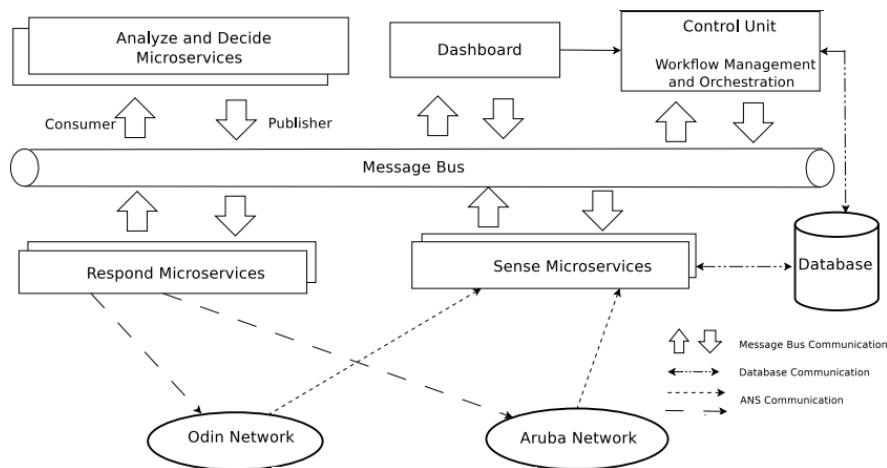 Analyze and Decide
Microservices
Dashboard
Control Unit
Workflow Management
and Orchestration
Consumer
Publisher
Message Bus
Respond Microservices
Sense Microservices
Database
Message Bus Communication
Database Communication
ANS Communication
Odin Network
Aruba Network